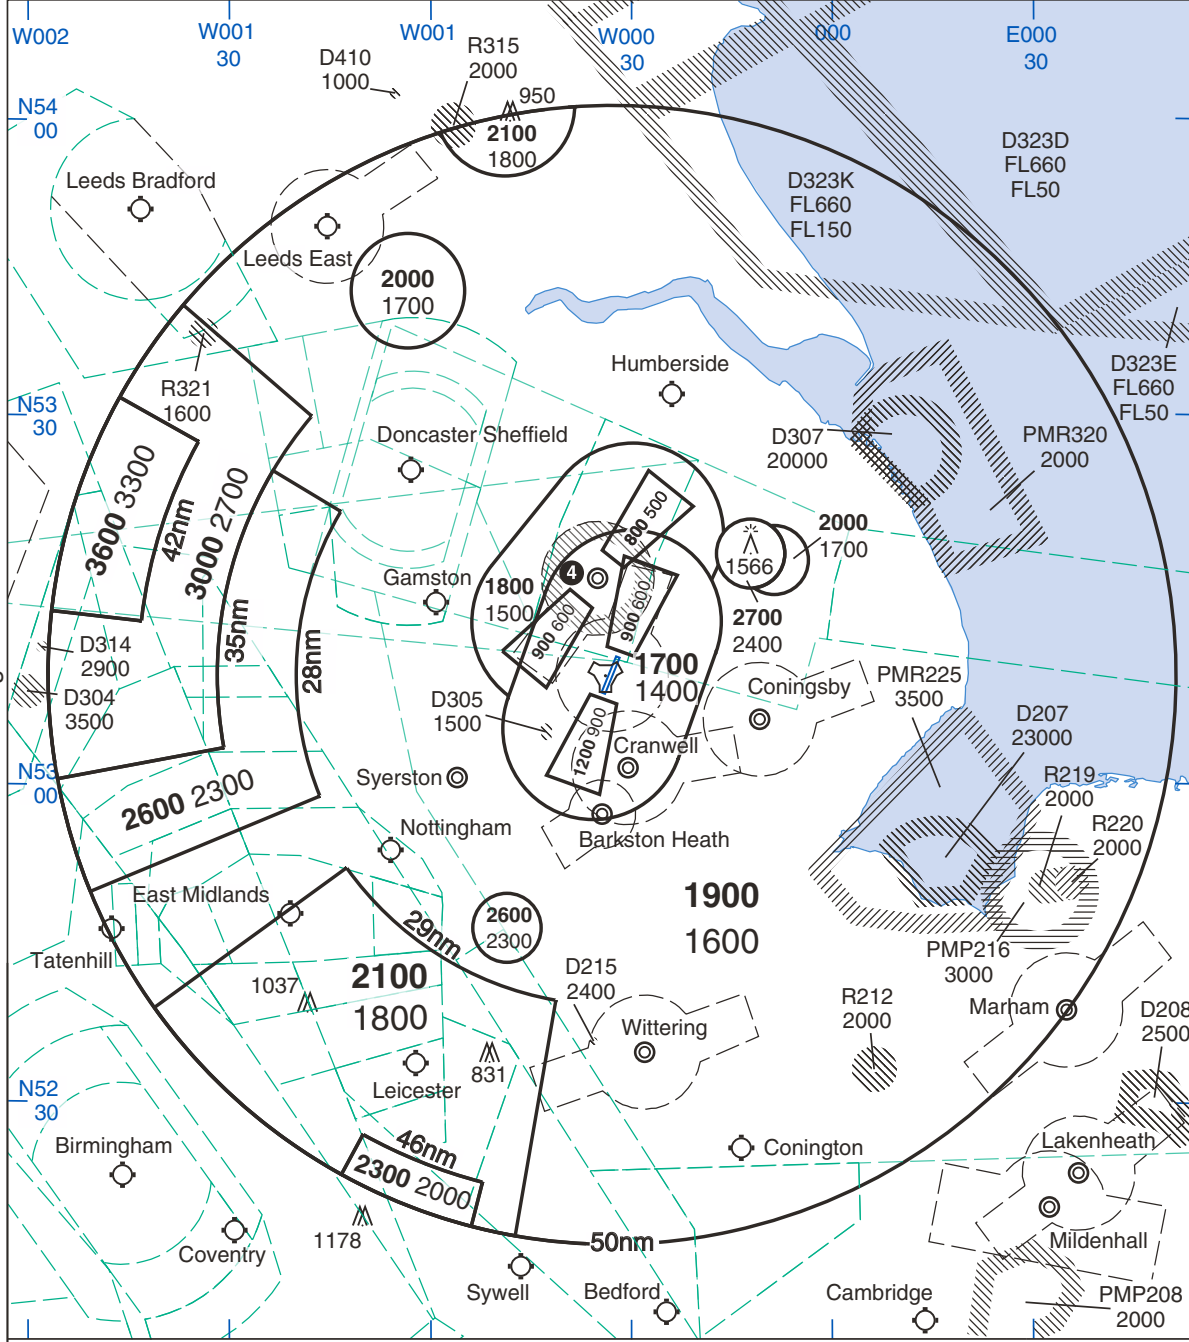 W002
W001
30
W001
W000
30
000
E000
30
D410
1000
R315
2000
950
N54
00
2100
1800
D323D
FL660
FL50
D323K
FL660
FL150
Leeds Bradford
Leeds East
2000
1700
Humberside
D323E
FL660
FL50
R321
1600
N53
30
Doncaster Sheffield
D307
20000
PMR320
2000
3600 3300
42nm
3000 2700
35nm
28nm
800 500
2000
1700
1566
4
Gamston
1800
1500
900 600
900 600
2700
2400
D314
2900
D304
3500
1700
1400
Coningsby
PMR225
3500
D305
1500
D207
23000
1200 900
Cranwell
N53
00
Syerston
R219
2000
2600 2300
R220
2000
Nottingham
Barkston Heath
East Midlands
1900
1600
2600
2300
29nm
Tatenhill
PMP216
3000
1037
2100
1800
D215
2400
R212
2000
Marham
D208
2500
Wittering
831
Leicester
N52
30
46nm
2300 2000
Birmingham
Conington
Lakenheath
1178
50nm
Mildenhall
Coventry
Sywell
Bedford
Cambridge
PMP208
2000